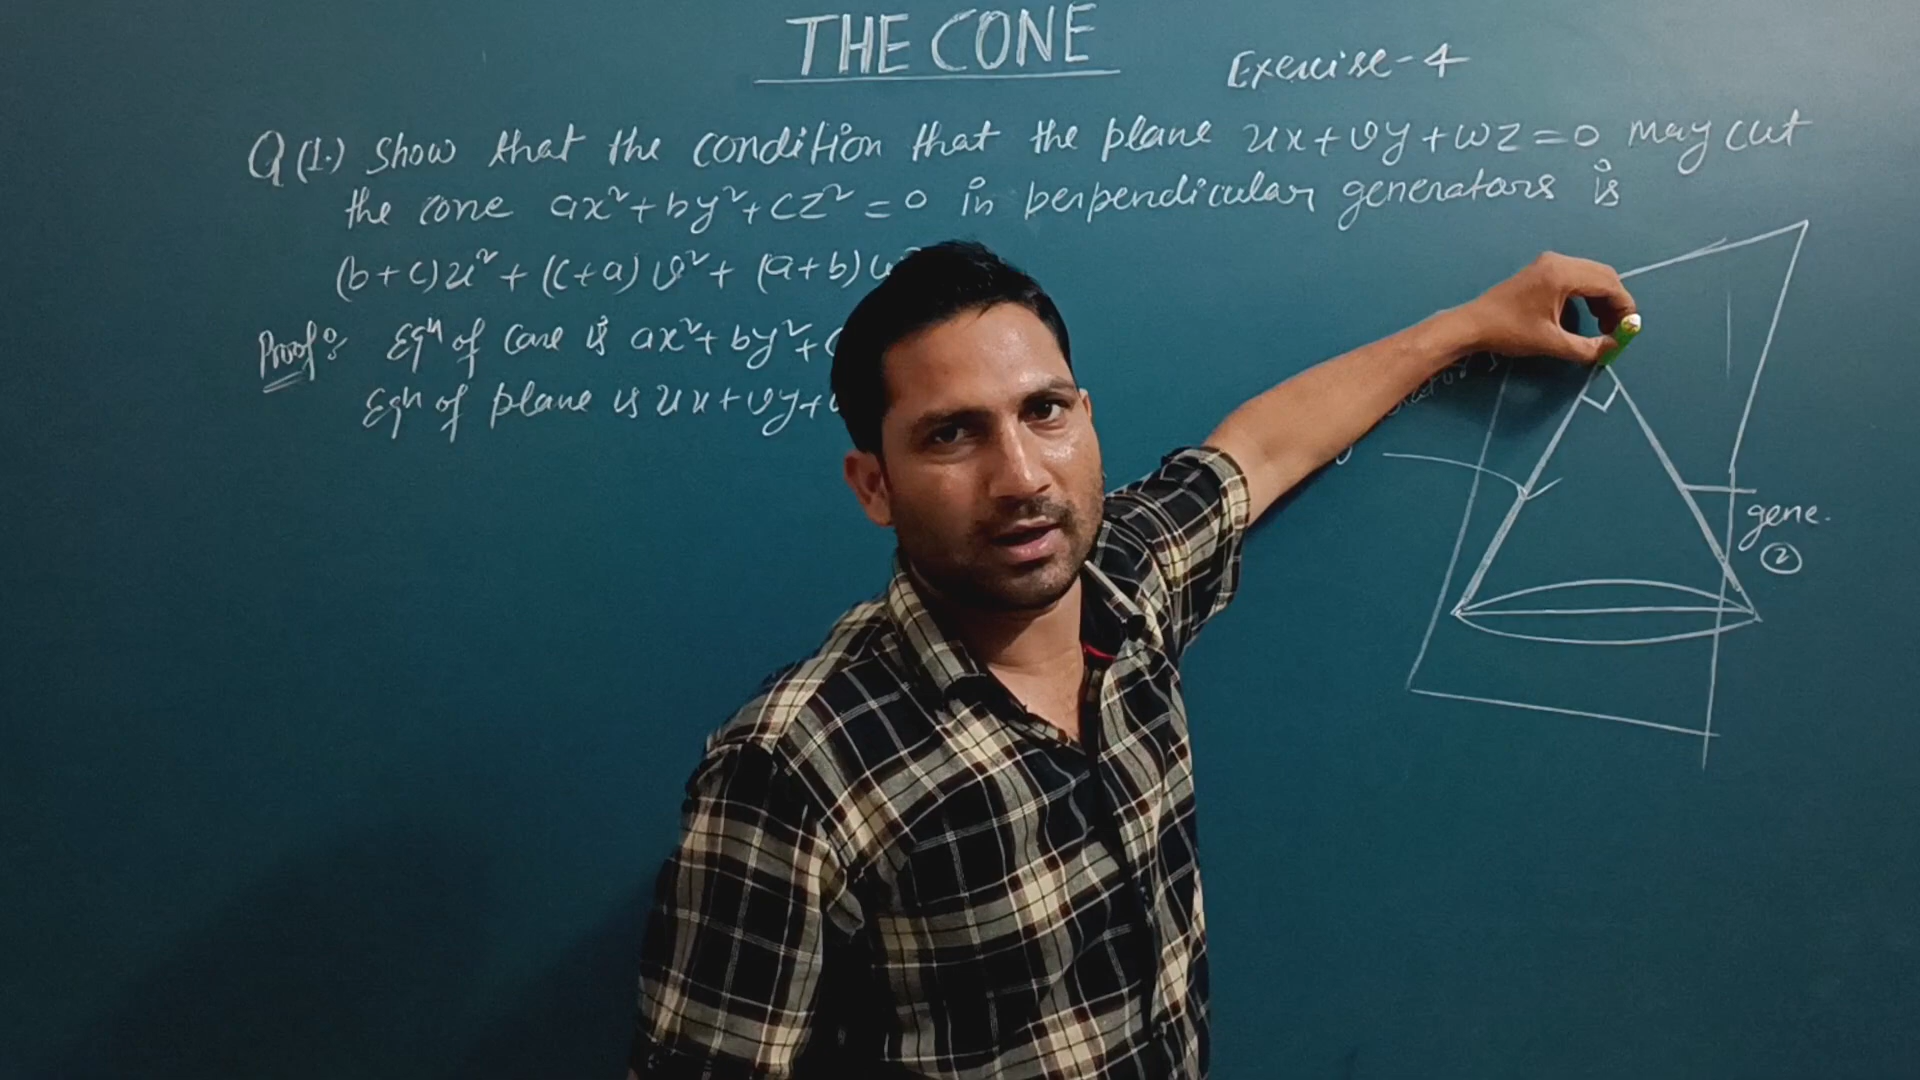 THE CONE
Exercise-4
Q(1.) Show that the condition that the plane ux+vy+wz=0 may cut
the cone ax²+by²+cz²=0 in perpendicular generators is
(b+c)u²+(c+a)v²+(a+b)w
Proof: Eqn of cone is ax²+by²+
Eqn of plane is ux+vy+
gene.
②